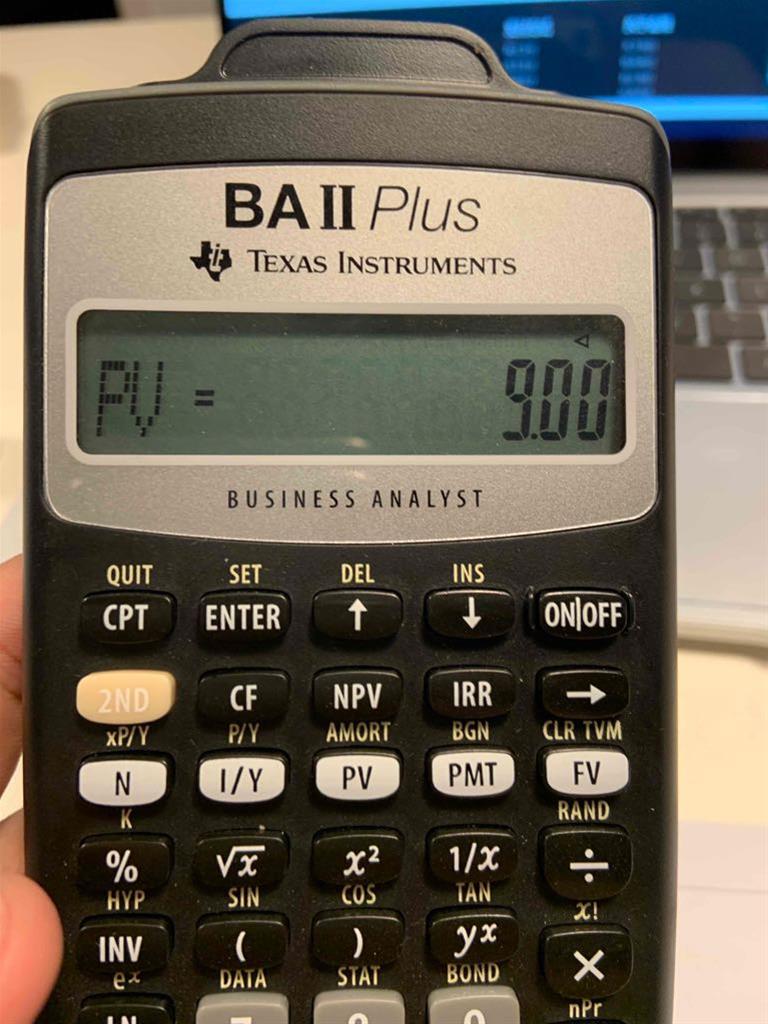 BA II Plus
TEXAS INSTRUMENTS
PV = 9.00
BUSINESS ANALYST
QUIT SET DEL INS
CPT ENTER ↑ ↓ ON|OFF
2ND CF NPV IRR →
xP/Y P/Y AMORT BGN CLR TVM
N I/Y PV PMT FV
K RAND
% √x x² 1/x ÷
HYP SIN COS TAN x!
INV ( ) yˣ ×
eˣ DATA STAT BOND nPr